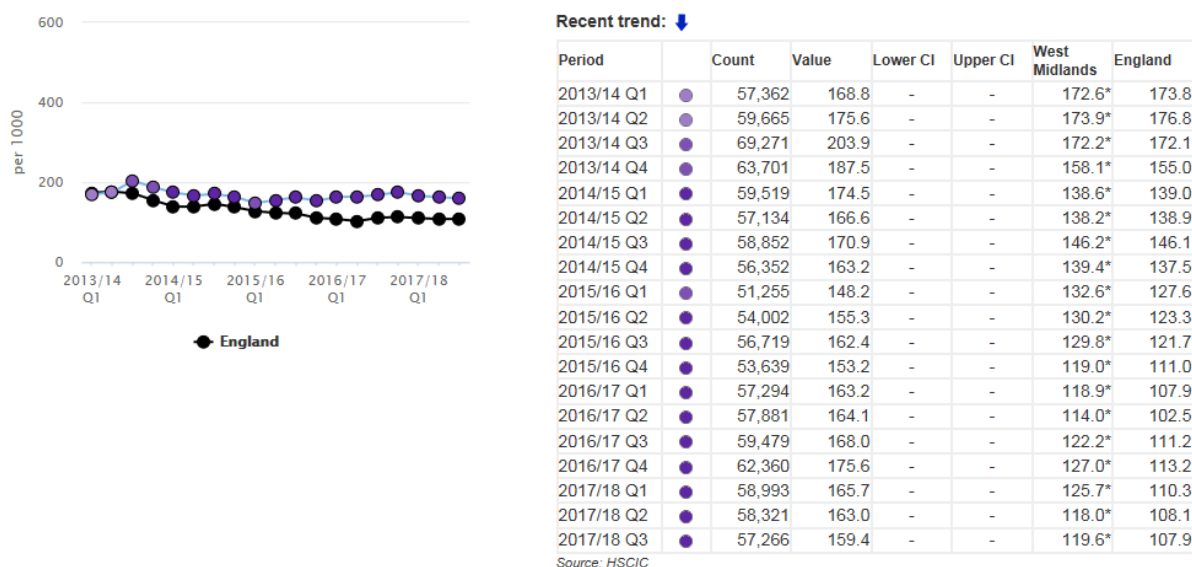 600
400
200
0
per 1000
2013/14 Q1
2014/15 Q1
2015/16 Q1
2016/17 Q1
2017/18 Q1
England
Recent trend:
Period Count Value Lower CI Upper CI West Midlands England
2013/14 Q1 57,362 168.8 - - 172.6* 173.8
2013/14 Q2 59,665 175.6 - - 173.9* 176.8
2013/14 Q3 69,271 203.9 - - 172.2* 172.1
2013/14 Q4 63,701 187.5 - - 158.1* 155.0
2014/15 Q1 59,519 174.5 - - 138.6* 139.0
2014/15 Q2 57,134 166.6 - - 138.2* 138.9
2014/15 Q3 58,852 170.9 - - 146.2* 146.1
2014/15 Q4 56,352 163.2 - - 139.4* 137.5
2015/16 Q1 51,255 148.2 - - 132.6* 127.6
2015/16 Q2 54,002 155.3 - - 130.2* 123.3
2015/16 Q3 56,719 162.4 - - 129.8* 121.7
2015/16 Q4 53,639 153.2 - - 119.0* 111.0
2016/17 Q1 57,294 163.2 - - 118.9* 107.9
2016/17 Q2 57,881 164.1 - - 114.0* 102.5
2016/17 Q3 59,479 168.0 - - 122.2* 111.2
2016/17 Q4 62,360 175.6 - - 127.0* 113.2
2017/18 Q1 58,993 165.7 - - 125.7* 110.3
2017/18 Q2 58,321 163.0 - - 118.0* 108.1
2017/18 Q3 57,266 159.4 - - 119.6* 107.9
Source: HSCIC